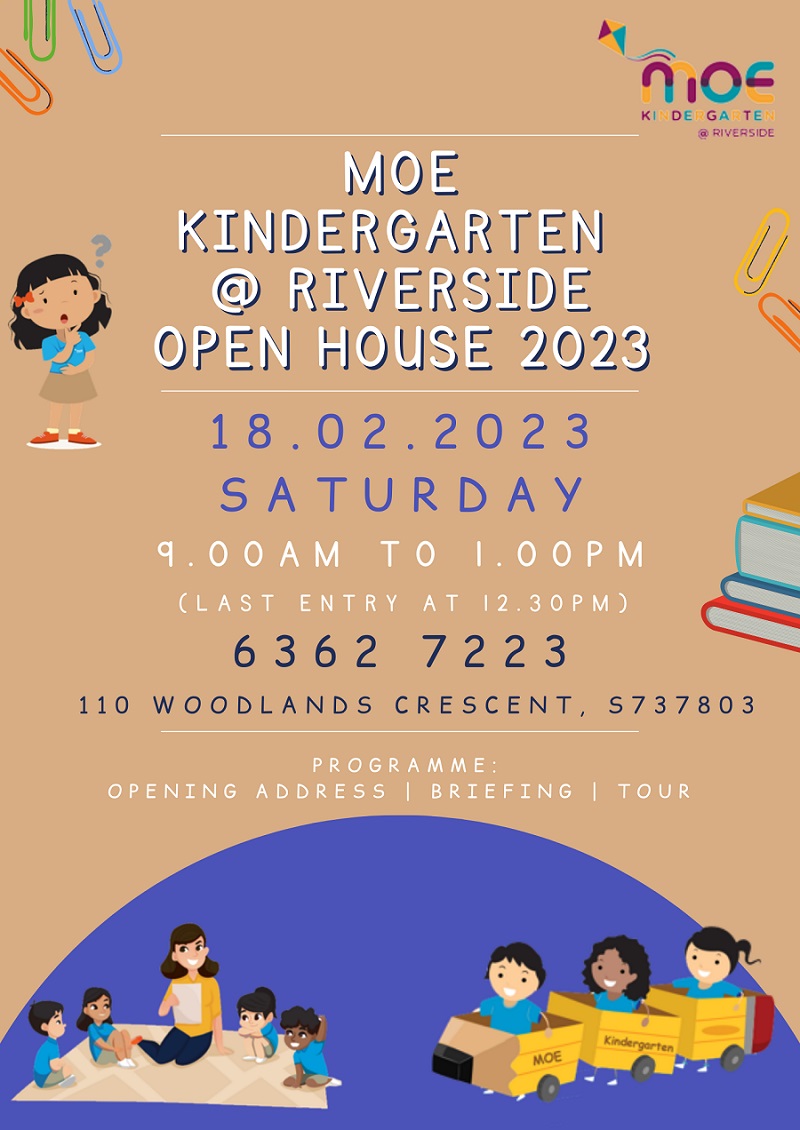 MOE
KINDERGARTEN
@ RIVERSIDE
MOE
KINDERGARTEN
@ RIVERSIDE
OPEN HOUSE 2023
18.02.2023
SATURDAY
9.00AM TO 1.00PM
(LAST ENTRY AT 12.30PM)
6362 7223
110 WOODLANDS CRESCENT, S737803
PROGRAMME:
OPENING ADDRESS | BRIEFING | TOUR
?
MOE
Kindergarten